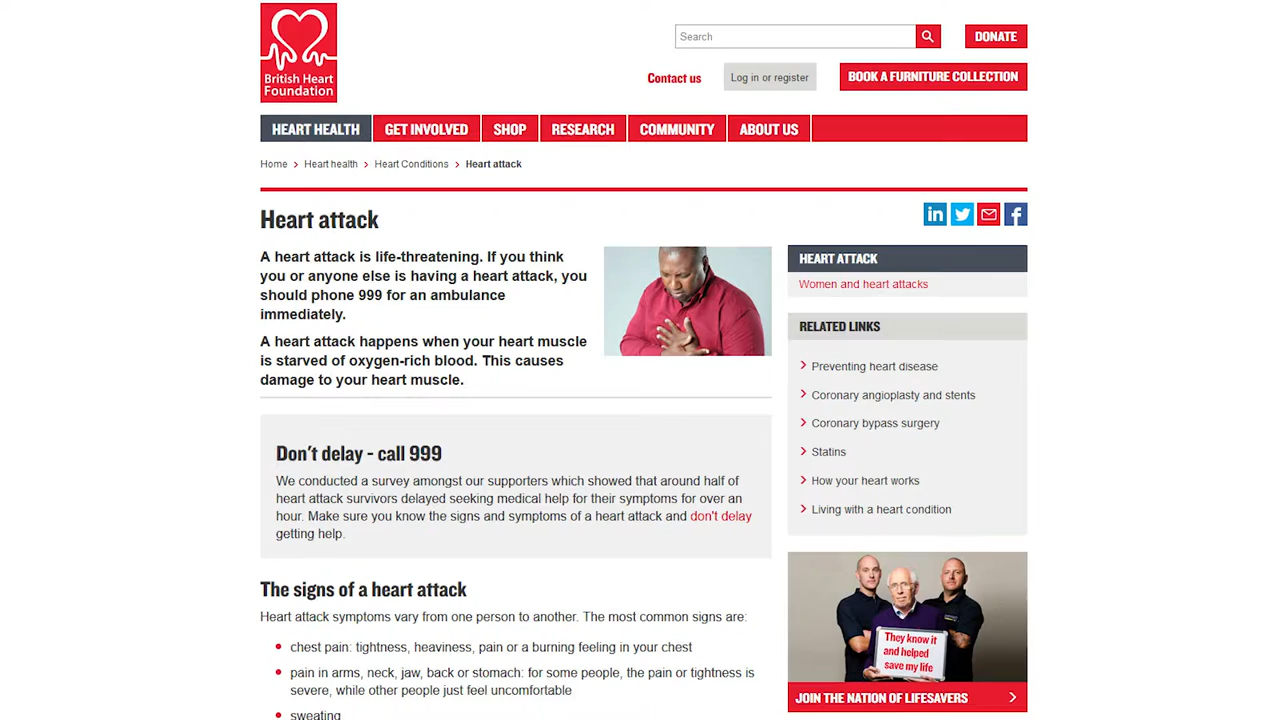 British Heart
Foundation
Search
DONATE
Contact us
Log in or register
BOOK A FURNITURE COLLECTION
HEART HEALTH
GET INVOLVED
SHOP
RESEARCH
COMMUNITY
ABOUT US
Home > Heart health > Heart Conditions > Heart attack
Heart attack
in
f
A heart attack is life-threatening. If you think
you or anyone else is having a heart attack, you
should phone 999 for an ambulance
immediately.
A heart attack happens when your heart muscle
is starved of oxygen-rich blood. This causes
damage to your heart muscle.
Don't delay - call 999
We conducted a survey amongst our supporters which showed that around half of
heart attack survivors delayed seeking medical help for their symptoms for over an
hour. Make sure you know the signs and symptoms of a heart attack and don't delay
getting help.
The signs of a heart attack
Heart attack symptoms vary from one person to another. The most common signs are:
chest pain: tightness, heaviness, pain or a burning feeling in your chest
pain in arms, neck, jaw, back or stomach: for some people, the pain or tightness is
severe, while other people just feel uncomfortable
sweating
HEART ATTACK
Women and heart attacks
RELATED LINKS
Preventing heart disease
Coronary angioplasty and stents
Coronary bypass surgery
Statins
How your heart works
Living with a heart condition
They know it
and helped
save my life
JOIN THE NATION OF LIFESAVERS